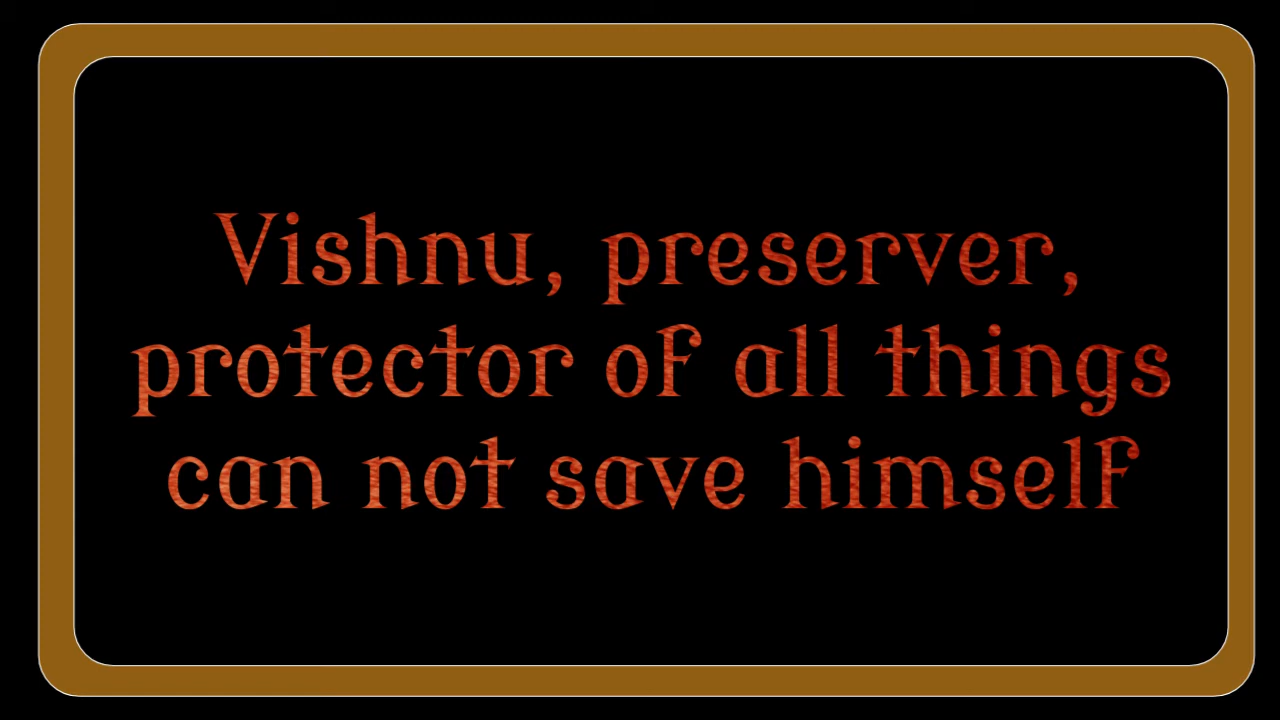 Vishnu, preserver,
protector of all things
can not save himself